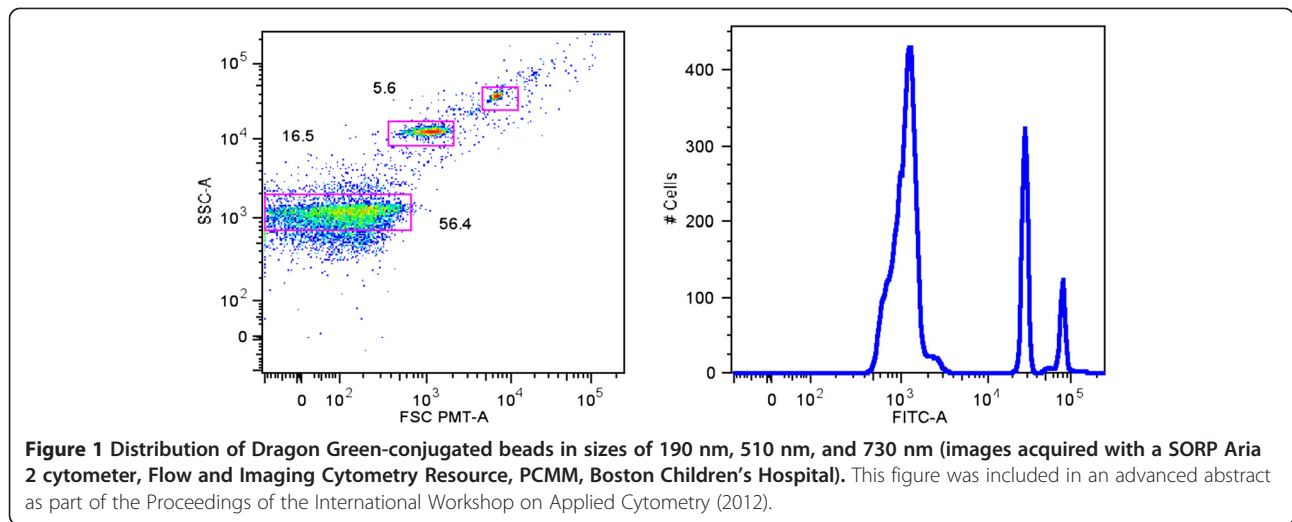 10^5
5.6
10^4
16.5
SSC-A
10^3
56.4
10^2
0
0 10^2 10^3 10^4 10^5
FSC PMT-A
400
300
# Cells
200
100
0
0 10^2 10^3 10^4 10^5
FITC-A
Figure 1 Distribution of Dragon Green-conjugated beads in sizes of 190 nm, 510 nm, and 730 nm (images acquired with a SORP Aria
2 cytometer, Flow and Imaging Cytometry Resource, PCMM, Boston Children's Hospital). This figure was included in an advanced abstract
as part of the Proceedings of the International Workshop on Applied Cytometry (2012).